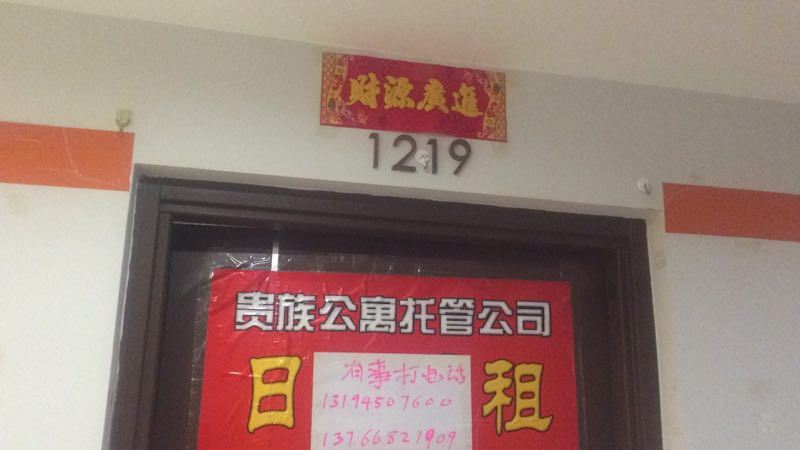 財源廣進
1219
贵族公寓托管公司
日 租
有事打电话
13194507600
13766821909